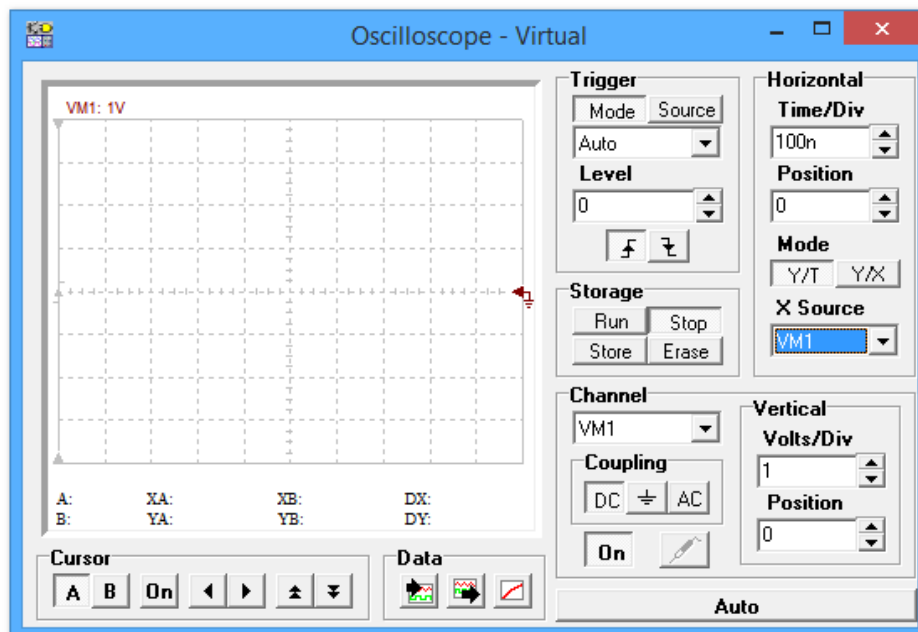 Oscilloscope - Virtual
VM1: 1V
A: XA: XB: DX:
B: YA: YB: DY:
Cursor
A B On
Data
Trigger
Mode Source
Auto
Level
0
Storage
Run Stop
Store Erase
Horizontal
Time/Div
100n
Position
0
Mode
Y/T Y/X
X Source
VM1
Channel
VM1
Coupling
DC AC
On
Vertical
Volts/Div
1
Position
0
Auto